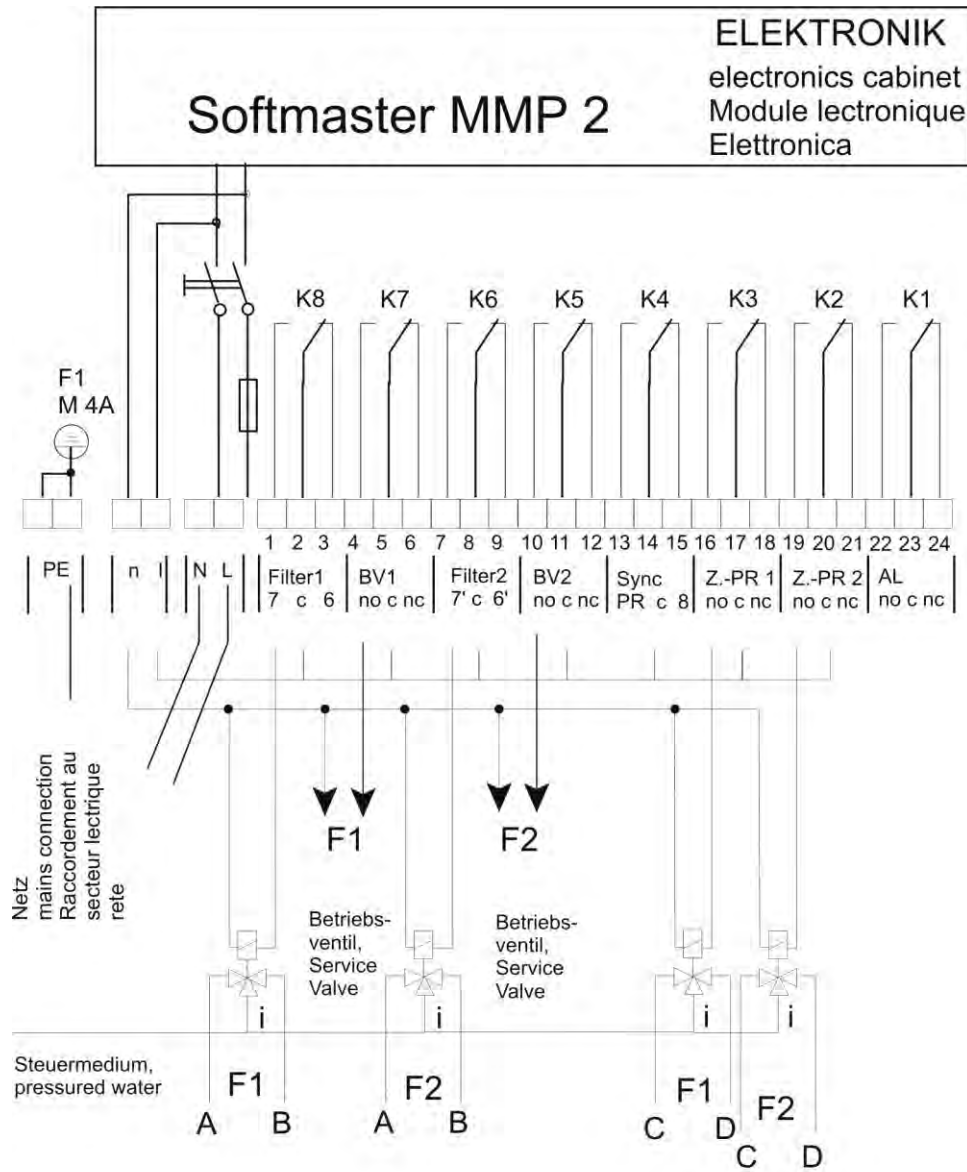 ELEKTRONIK
electronics cabinet
Module lectronique
Elettronica
Softmaster MMP 2
K8 K7 K6 K5 K4 K3 K2 K1
F1
M 4A
1 2 3 4 5 6 7 8 9 10 11 12 13 14 15 16 17 18 19 20 21 22 23 24
PE n l N L Filter1 BV1 Filter2 BV2 Sync Z.-PR 1 Z.-PR 2 AL
7 c 6 no c nc 7' c 6' no c nc PR c 8 no c nc no c nc no c nc
Netz
mains connection
Raccordement au
secteur lectrique
rete
F1 F2
Betriebs-
ventil,
Service
Valve
Betriebs-
ventil,
Service
Valve
i i i i
Steuermedium,
pressured water
F1 F2 F1 F2
A B A B C D
C D